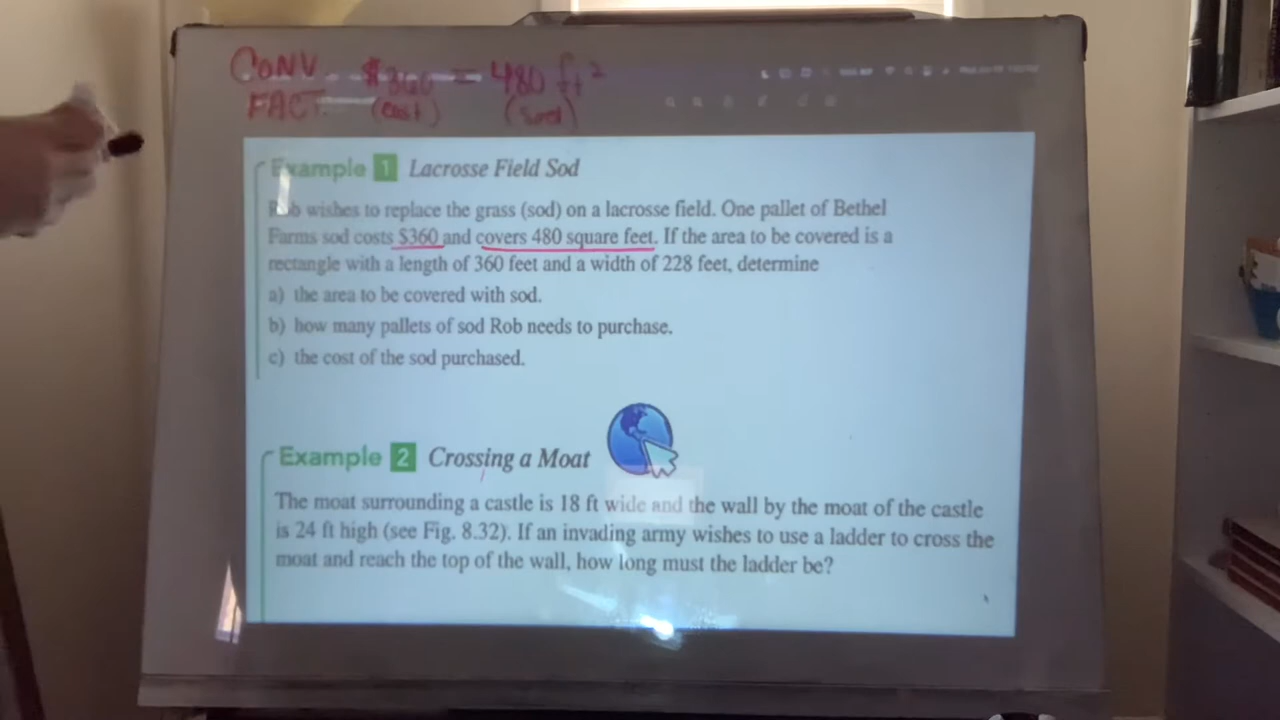 CONV. $360 = 480 ft²
FACT. (cost) (sod)
Example 1 Lacrosse Field Sod
Rob wishes to replace the grass (sod) on a lacrosse field. One pallet of Bethel
Farms sod costs $360 and covers 480 square feet. If the area to be covered is a
rectangle with a length of 360 feet and a width of 228 feet, determine
a) the area to be covered with sod.
b) how many pallets of sod Rob needs to purchase.
c) the cost of the sod purchased.
Example 2 Crossing a Moat
The moat surrounding a castle is 18 ft wide and the wall by the moat of the castle
is 24 ft high (see Fig. 8.32). If an invading army wishes to use a ladder to cross the
moat and reach the top of the wall, how long must the ladder be?